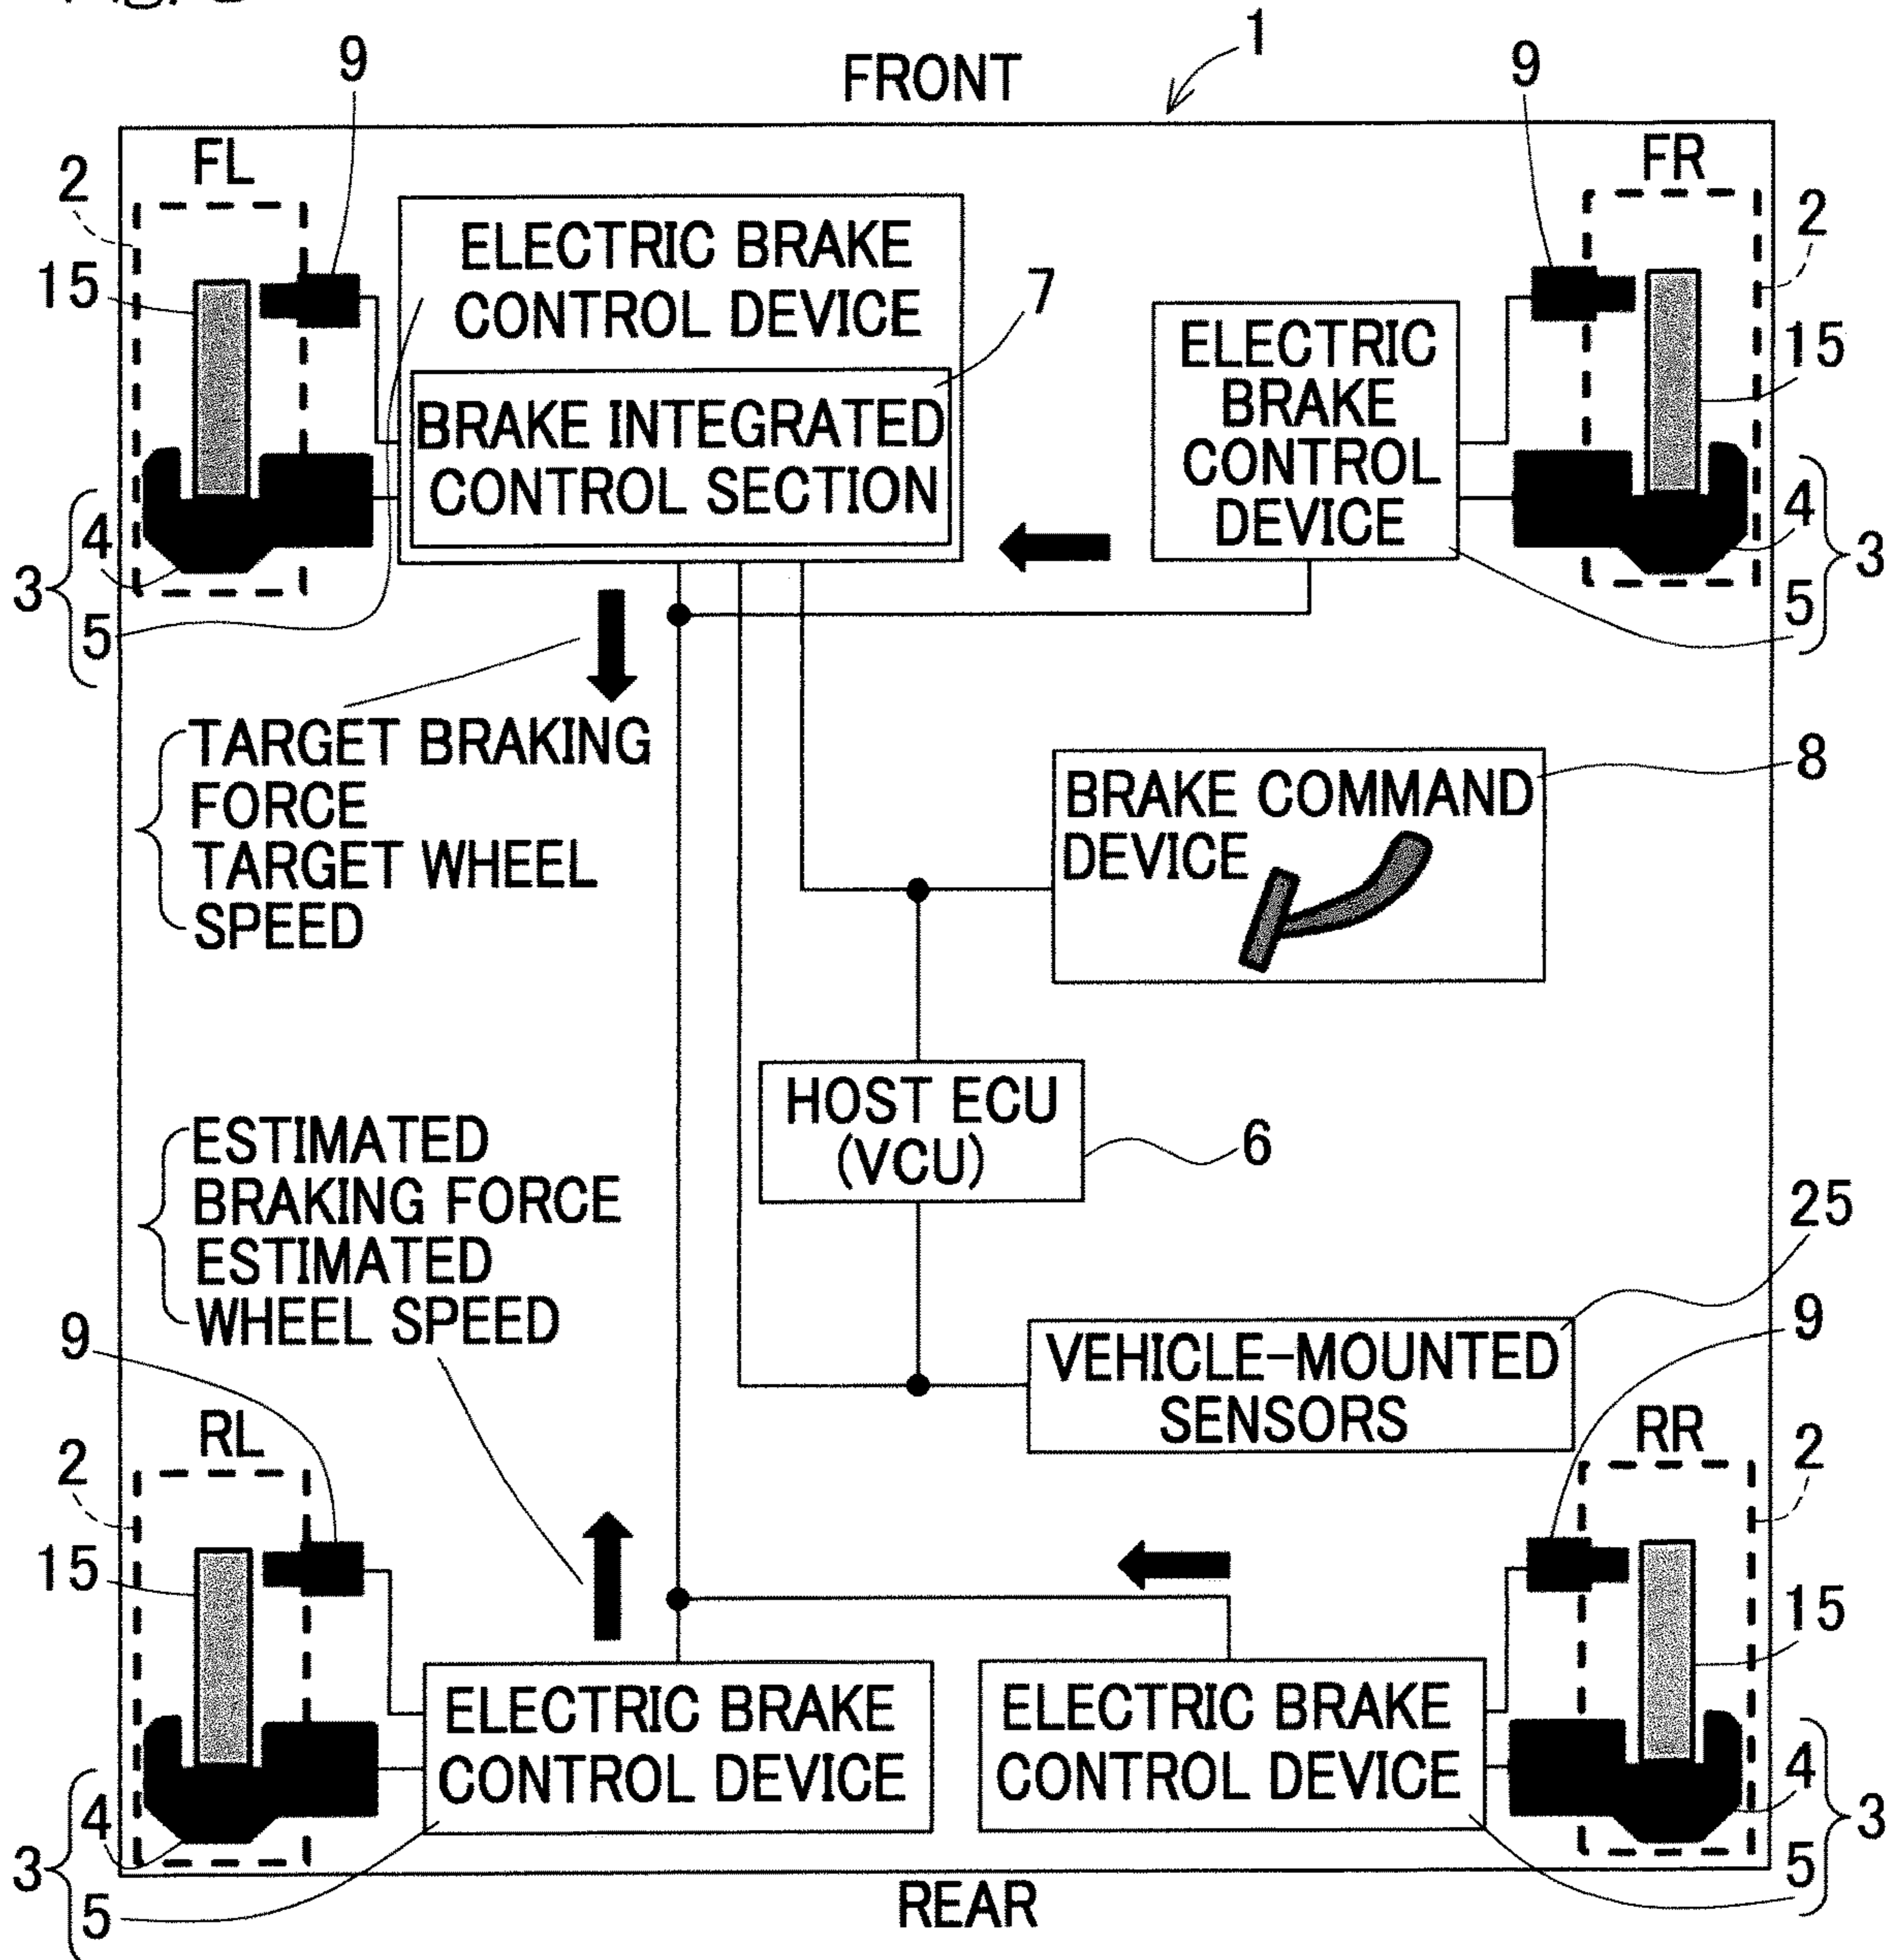 1
FRONT
9
9
FL
FR
2
2
15
ELECTRIC BRAKE
CONTROL DEVICE
7
BRAKE INTEGRATED
CONTROL SECTION
ELECTRIC
BRAKE
CONTROL
DEVICE
15
4
3
5
4
3
5
TARGET BRAKING
FORCE
TARGET WHEEL
SPEED
BRAKE COMMAND
DEVICE
8
HOST ECU
(VCU)
6
ESTIMATED
BRAKING FORCE
ESTIMATED
WHEEL SPEED
25
VEHICLE-MOUNTED
SENSORS
9
9
RL
RR
2
2
15
15
ELECTRIC BRAKE
CONTROL DEVICE
ELECTRIC BRAKE
CONTROL DEVICE
4
3
5
4
3
5
REAR